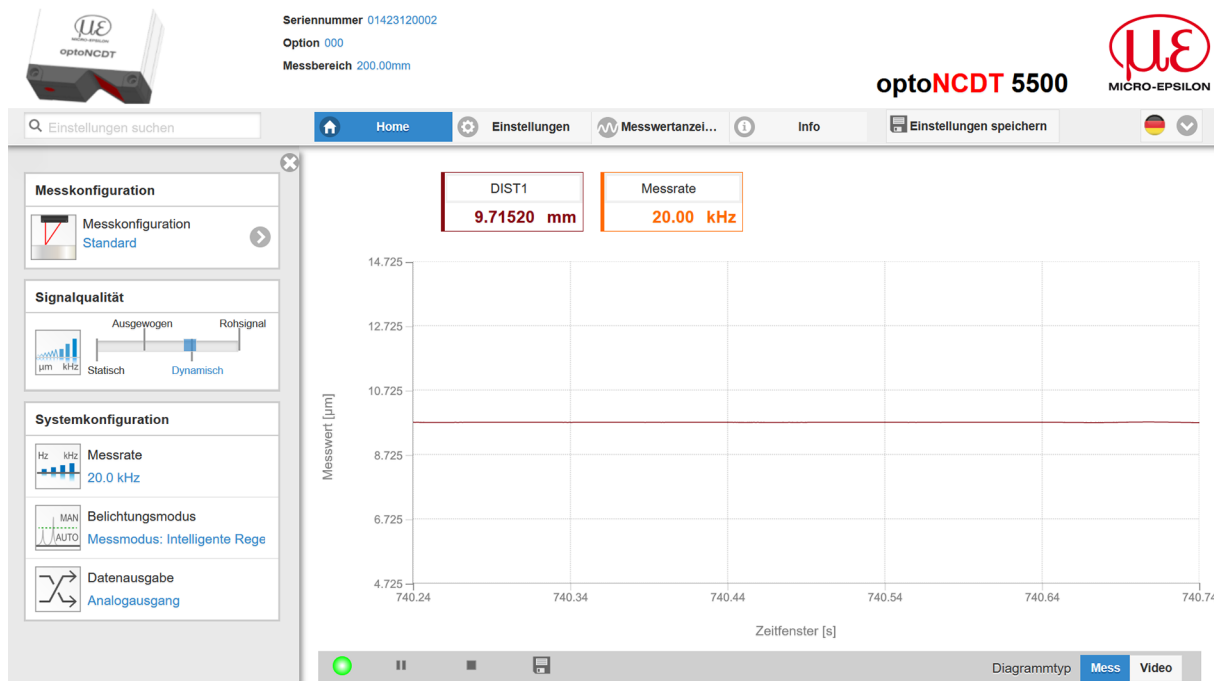 με
MICRO-EPSILON
optoNCDT
Seriennummer 01423120002
Option 000
Messbereich 200.00mm
optoNCDT 5500
με
MICRO-EPSILON
Einstellungen suchen
Home
Einstellungen
Messwertanzei...
Info
Einstellungen speichern
Messkonfiguration
Messkonfiguration
Standard
Signalqualität
Ausgewogen
Rohsignal
µm kHz
Statisch
Dynamisch
Systemkonfiguration
Hz kHz
Messrate
20.0 kHz
MAN
AUTO
Belichtungsmodus
Messmodus: Intelligente Rege
Datenausgabe
Analogausgang
DIST1
9.71520 mm
Messrate
20.00 kHz
Messwert [µm]
14.725
12.725
10.725
8.725
6.725
4.725
740.24
740.34
740.44
740.54
740.64
740.74
Zeitfenster [s]
Diagrammtyp
Mess
Video